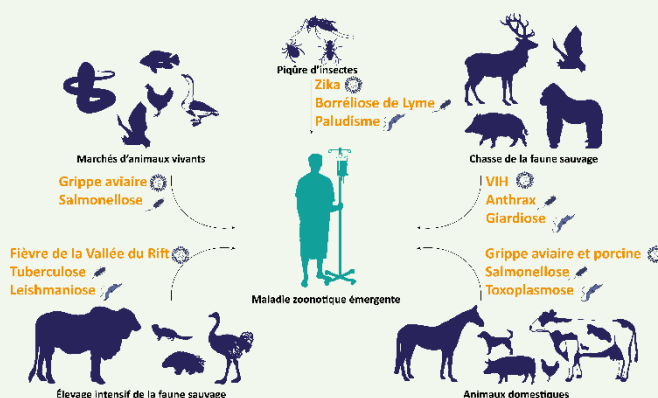 Piqûre d'insectes
Zika
Borréliose de Lyme
Paludisme
Marchés d'animaux vivants
Grippe aviaire
Salmonellose
Chasse de la faune sauvage
VIH
Anthrax
Giardiose
Maladie zoonotique émergente
Fièvre de la Vallée du Rift
Tuberculose
Leishmaniose
Élevage intensif de la faune sauvage
Grippe aviaire et porcine
Salmonellose
Toxoplasmose
Animaux domestiques